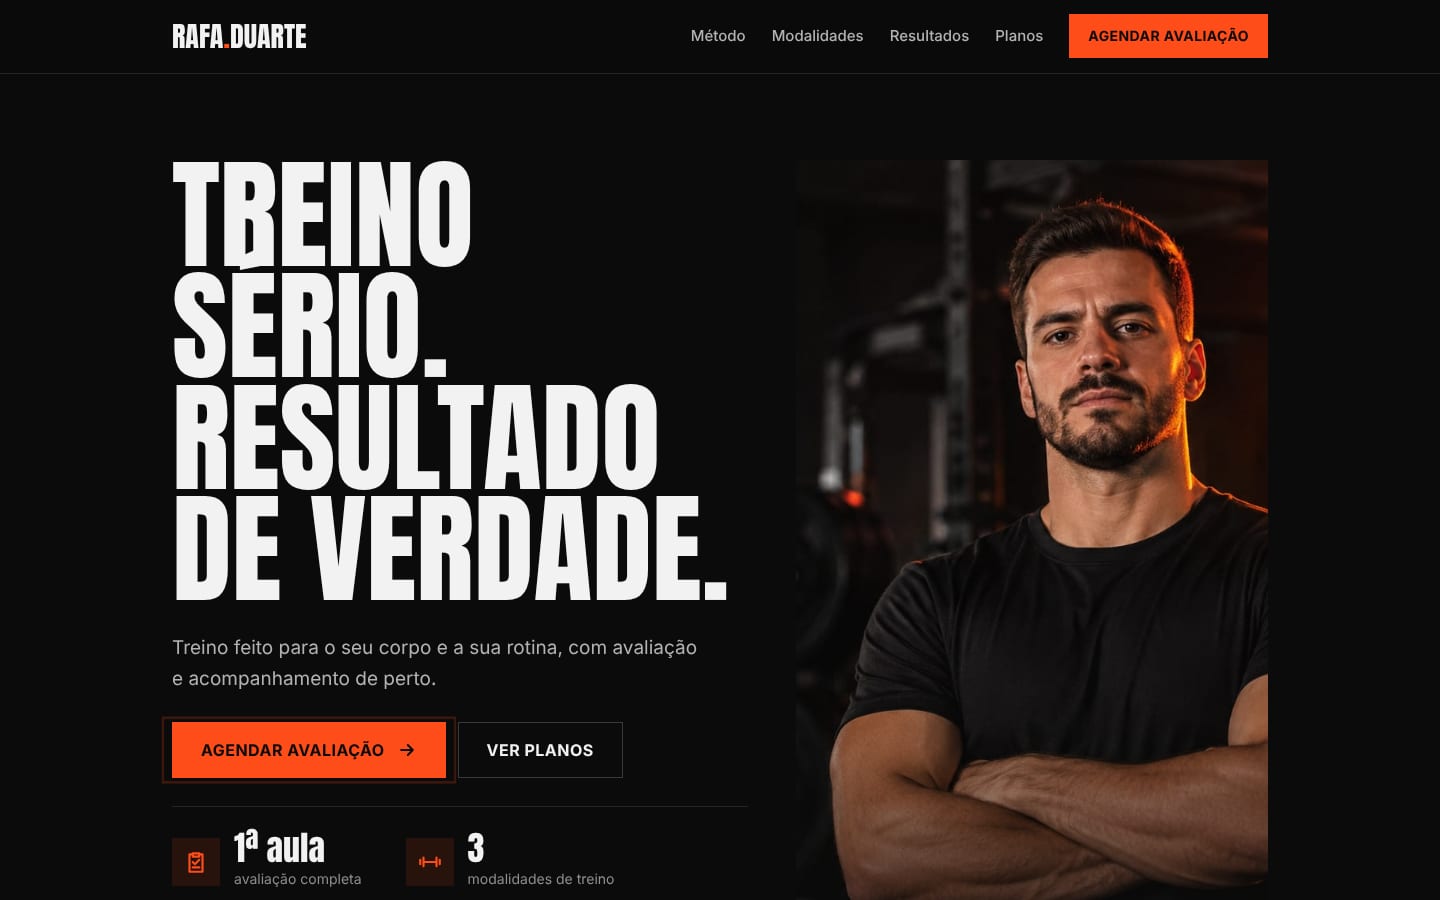 RAFA.DUARTE
Método
Modalidades
Resultados
Planos
AGENDAR AVALIAÇÃO
TREINO
SÉRIO.
RESULTADO
DE VERDADE.
Treino feito para o seu corpo e a sua rotina, com avaliação
e acompanhamento de perto.
AGENDAR AVALIAÇÃO →
VER PLANOS
1ª aula
avaliação completa
3
modalidades de treino